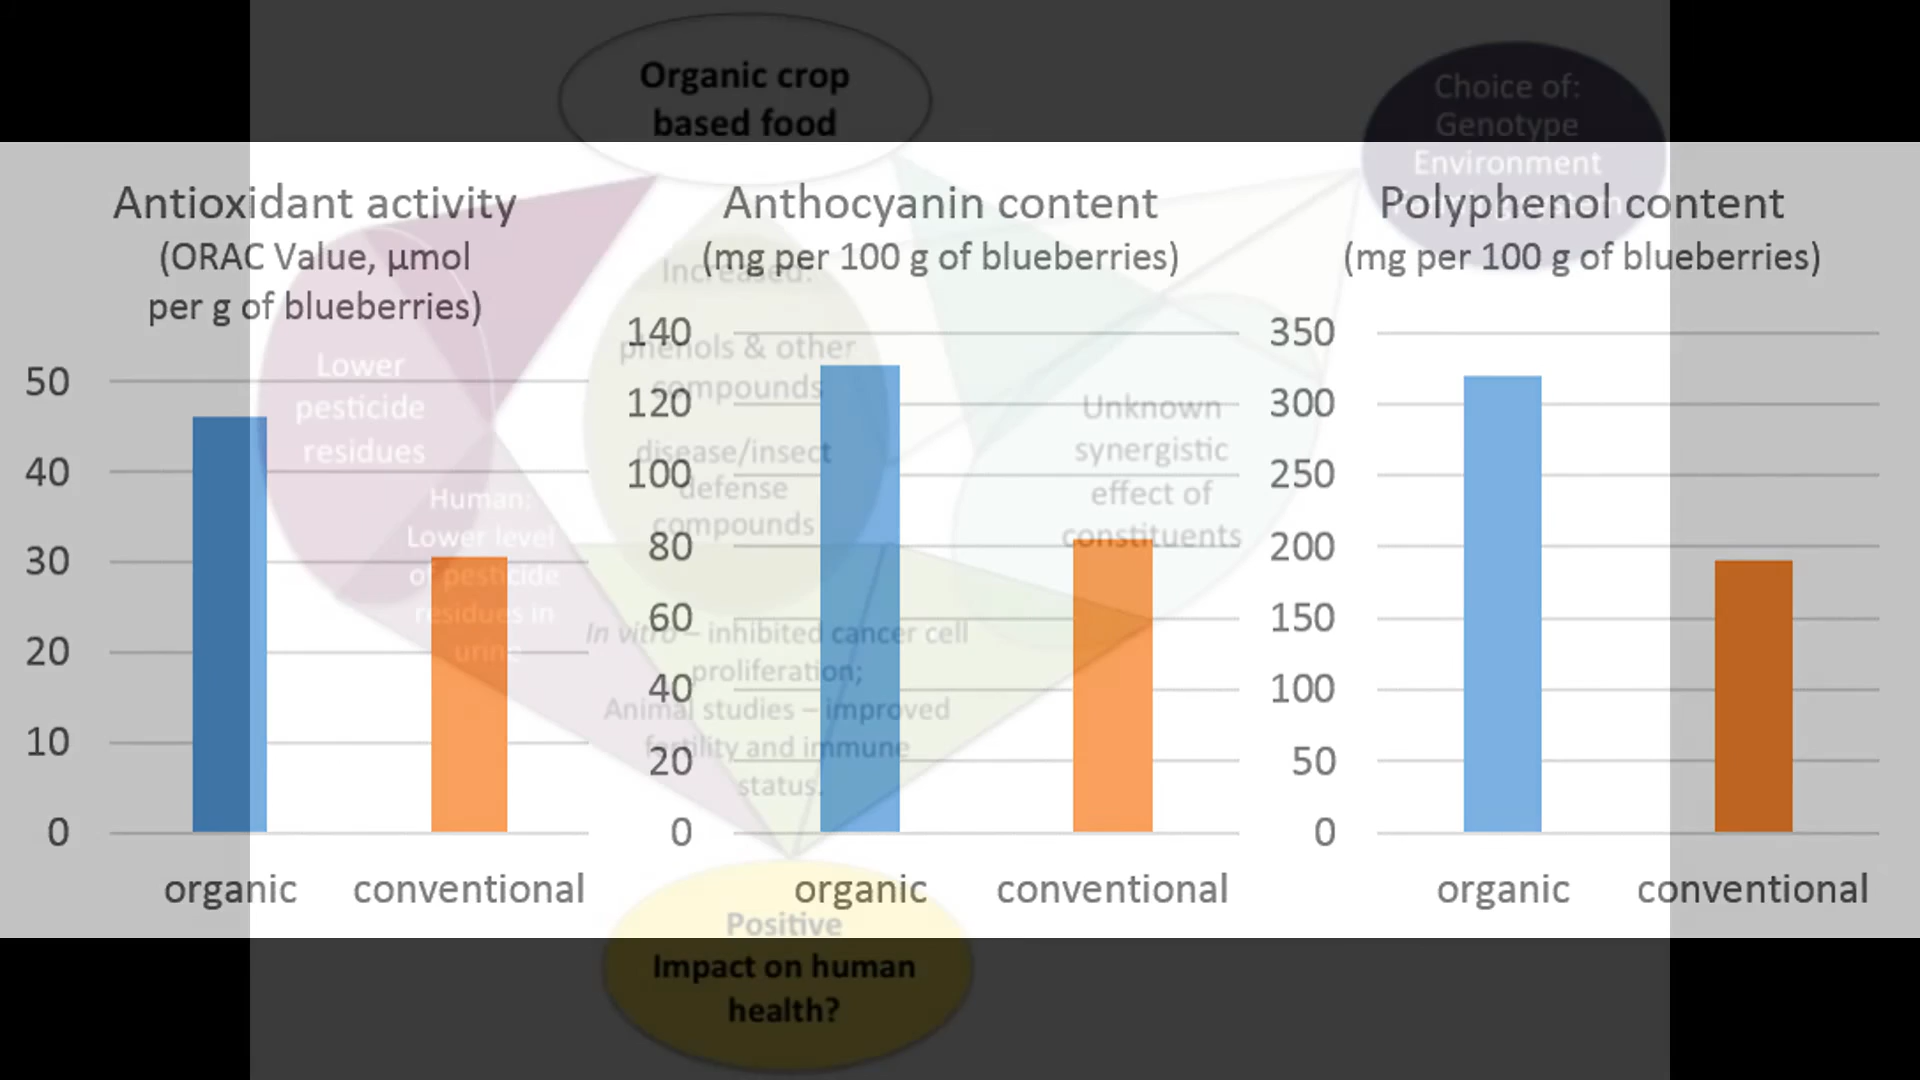 Organic crop
based food
Choice of:
Genotype
Environment
Antioxidant activity
(ORAC Value, µmol
per g of blueberries)
50
40
30
20
10
0
organic
conventional
Anthocyanin content
(mg per 100 g of blueberries)
140
120
100
80
60
40
20
0
organic
conventional
Polyphenol content
(mg per 100 g of blueberries)
350
300
250
200
150
100
50
0
organic
conventional
Lower
pesticide
residues
Human:
Lower level
of pesticide
residues in
urine
Increased:
phenols & other
compounds
disease/insect
defense
compounds
Unknown
synergistic
effect of
constituents
In vitro – inhibited cancer cell
proliferation;
Animal studies – improved
fertility and immune
status.
Positive
Impact on human
health?